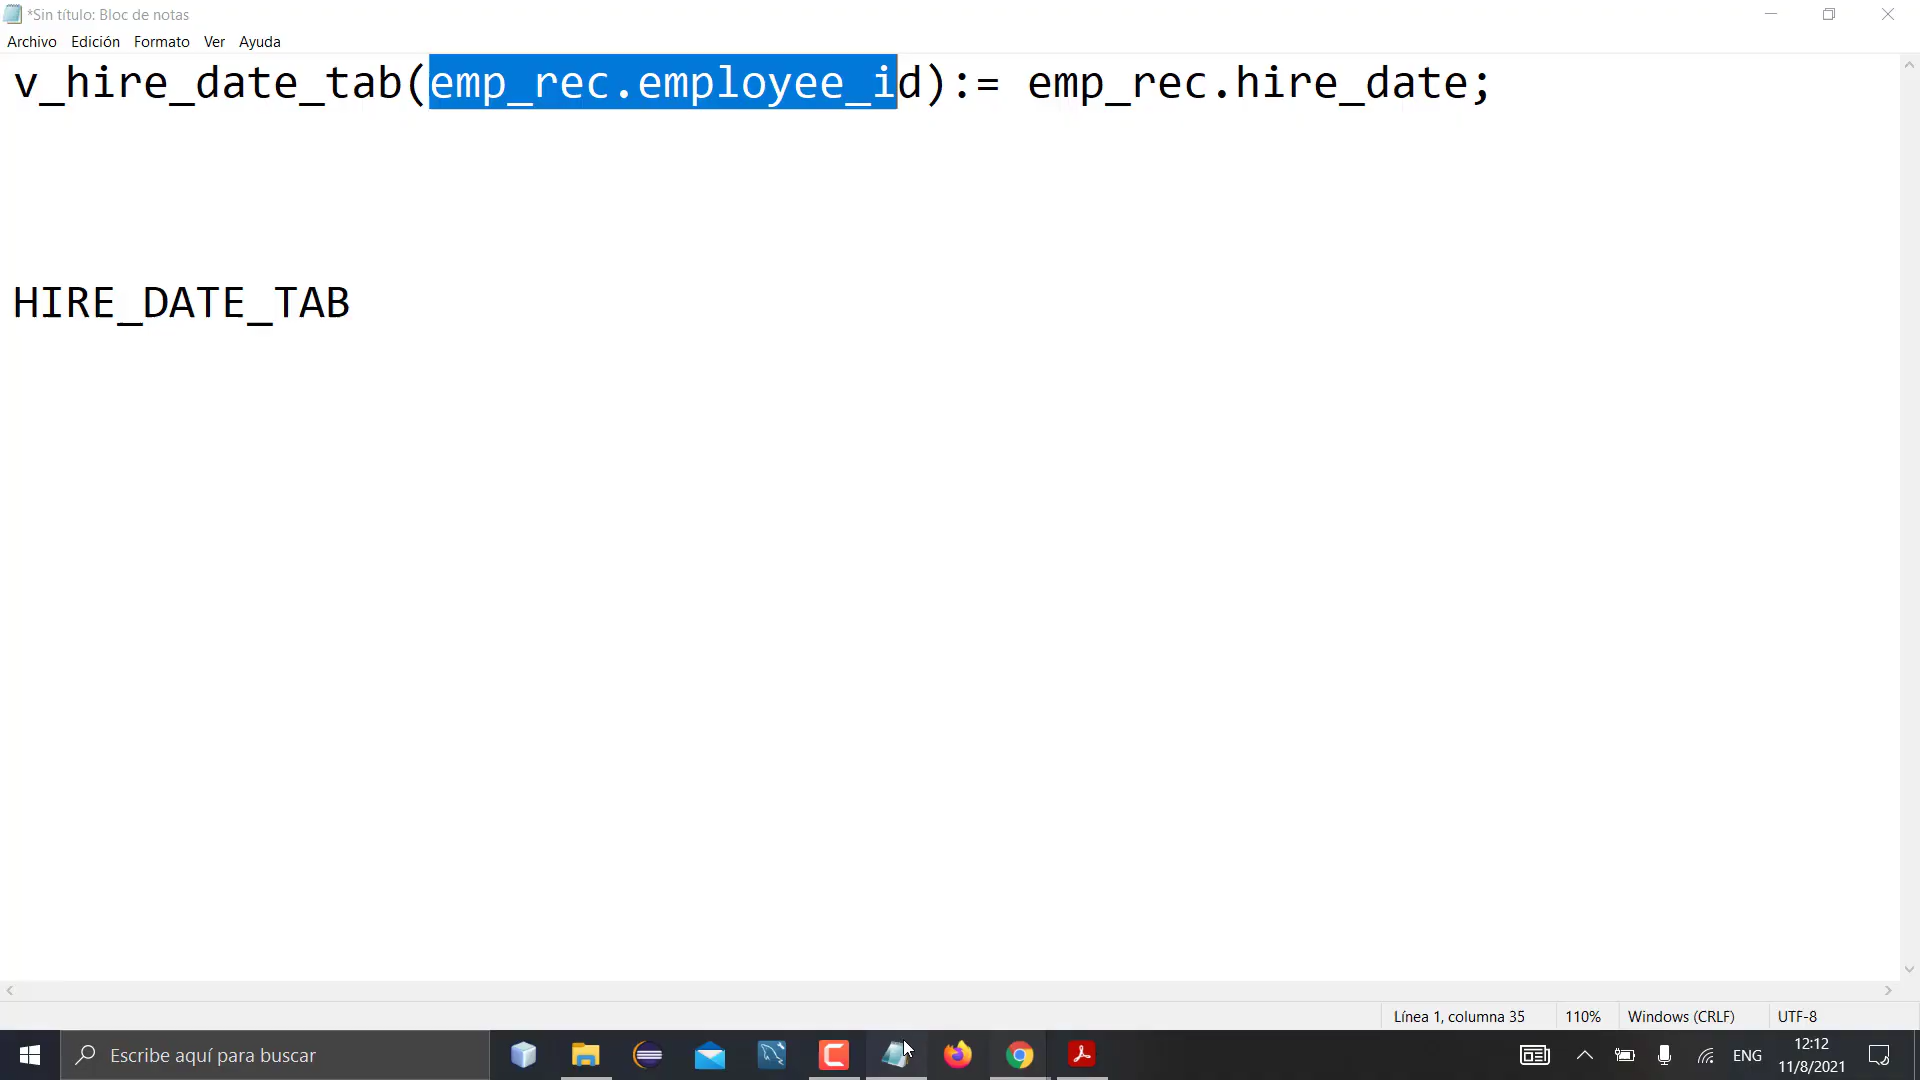 *Sin título: Bloc de notas
Archivo Edición Formato Ver Ayuda
v_hire_date_tab(emp_rec.employee_id):= emp_rec.hire_date;
HIRE_DATE_TAB
Línea 1, columna 35 110% Windows (CRLF) UTF-8
Escribe aquí para buscar
ENG
12:12
11/8/2021